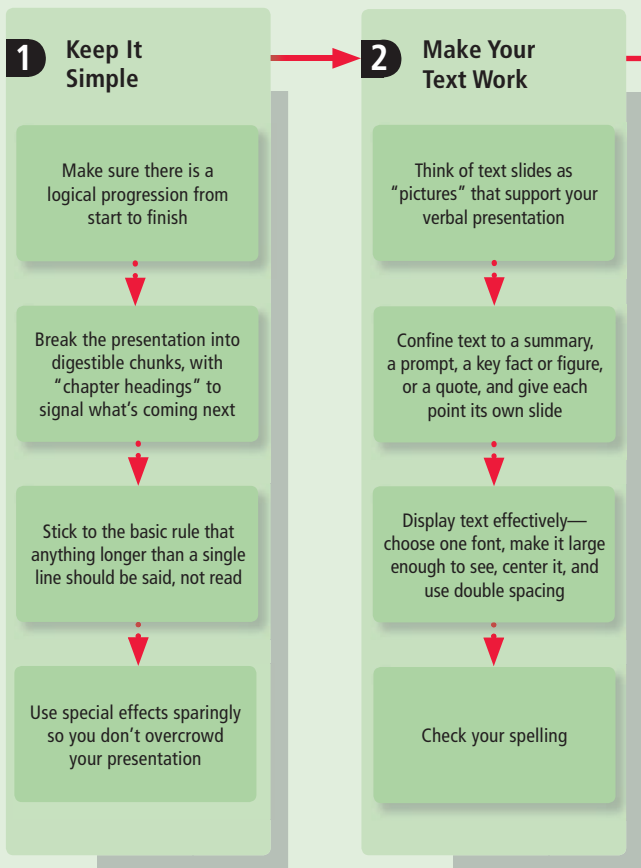 1
Keep It
Simple
Make sure there is a
logical progression from
start to finish
Break the presentation into
digestible chunks, with
“chapter headings” to
signal what’s coming next
Stick to the basic rule that
anything longer than a single
line should be said, not read
Use special effects sparingly
so you don’t overcrowd
your presentation
2
Make Your
Text Work
Think of text slides as
“pictures” that support your
verbal presentation
Confine text to a summary,
a prompt, a key fact or figure,
or a quote, and give each
point its own slide
Display text effectively—
choose one font, make it large
enough to see, center it, and
use double spacing
Check your spelling